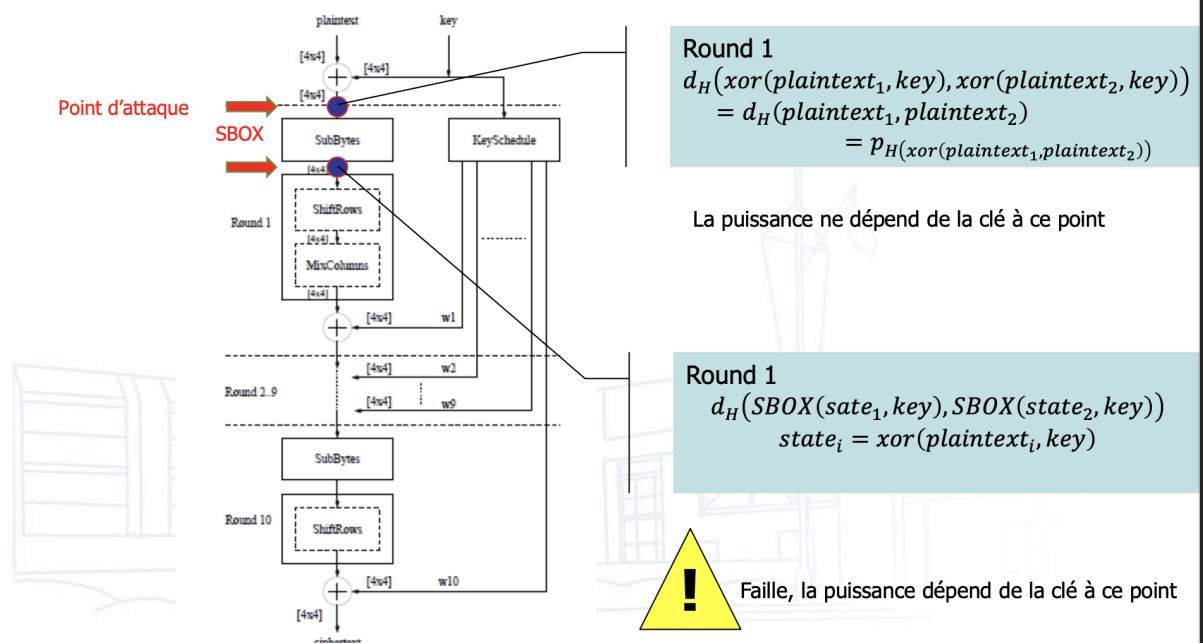 plaintext
key
[4x4]
[4x4]
[4x4]
Point d'attaque
SBOX
SubBytes
KeySchedule
[4x4]
Round 1
ShiftRows
[4x4]
MixColumns
[4x4]
[4x4]
w1
[4x4]
w2
Round 2..9
[4x4]
w9
SubBytes
Round 10
ShiftRows
[4x4]
w10
[4x4]
ciphertext
Round 1
d_H(xor(plaintext_1, key), xor(plaintext_2, key))
= d_H(plaintext_1, plaintext_2)
= p_{H(xor(plaintext_1, plaintext_2))}
La puissance ne dépend de la clé à ce point
Round 1
d_H(SBOX(sate_1, key), SBOX(state_2, key))
state_i = xor(plaintext_i, key)
!
Faille, la puissance dépend de la clé à ce point